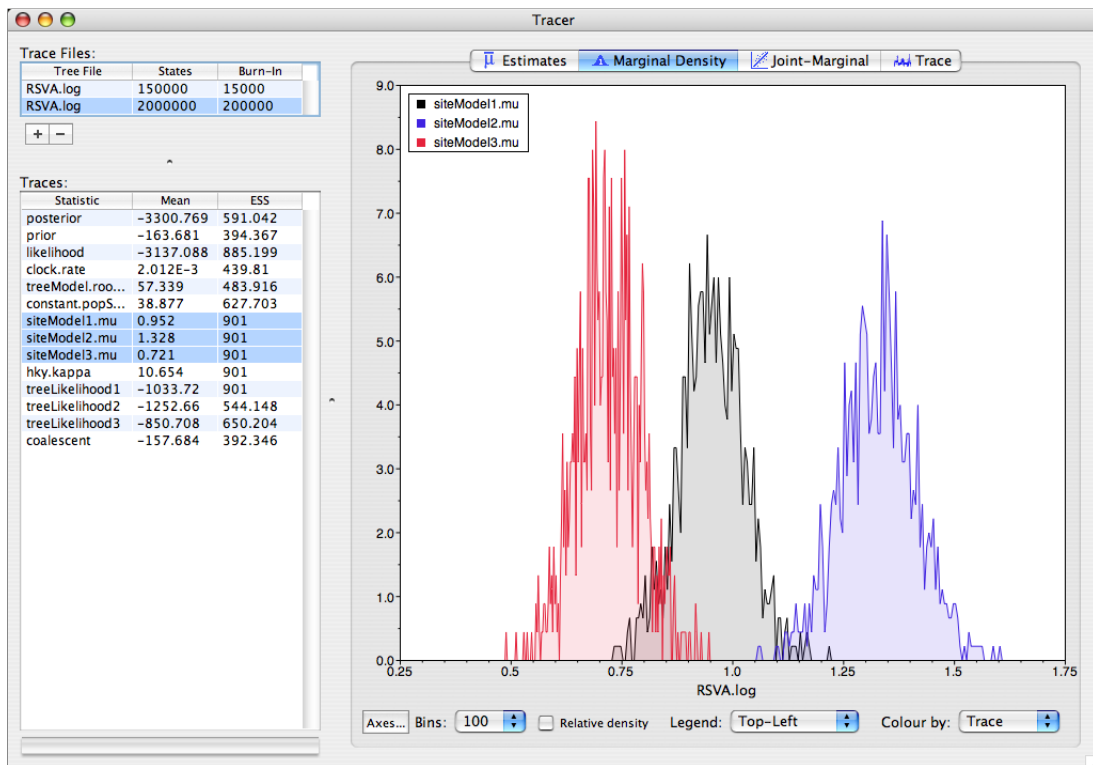 Tracer
Trace Files:
Tree File States Burn-In
RSVA.log 150000 15000
RSVA.log 2000000 200000
+ −
Traces:
Statistic Mean ESS
posterior -3300.769 591.042
prior -163.681 394.367
likelihood -3137.088 885.199
clock.rate 2.012E-3 439.81
treeModel.roo... 57.339 483.916
constant.popS... 38.877 627.703
siteModel1.mu 0.952 901
siteModel2.mu 1.328 901
siteModel3.mu 0.721 901
hky.kappa 10.654 901
treeLikelihood1 -1033.72 901
treeLikelihood2 -1252.66 544.148
treeLikelihood3 -850.708 650.204
coalescent -157.684 392.346
μ Estimates Marginal Density Joint-Marginal Trace
siteModel1.mu
siteModel2.mu
siteModel3.mu
9.0
8.0
7.0
6.0
5.0
4.0
3.0
2.0
1.0
0.0
0.25 0.5 0.75 1.0 1.25 1.5 1.75
RSVA.log
Axes... Bins: 100 Relative density Legend: Top-Left Colour by: Trace